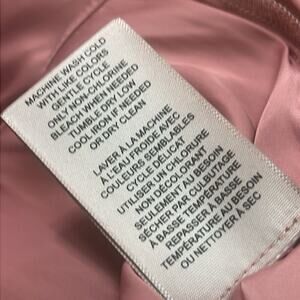 MACHINE WASH COLD
WITH LIKE COLORS
GENTLE CYCLE
ONLY NON-CHLORINE
BLEACH WHEN NEEDED
TUMBLE DRY LOW
COOL IRON IF NEEDED
OR DRY CLEAN
LAVER À LA MACHINE
À L'EAU FROIDE AVEC
COULEURS SEMBLABLES
CYCLE DÉLICAT
UTILISER UN DÉCHLORURE
NON DÉCOLORANT
SEULEMENT AU BESOIN
SÉCHER PAR CULBUTAGE
À BASSE TEMPÉRATURE
REPASSER À BASSE
TEMPÉRATURE AU BESOIN
OU NETTOYER À SEC